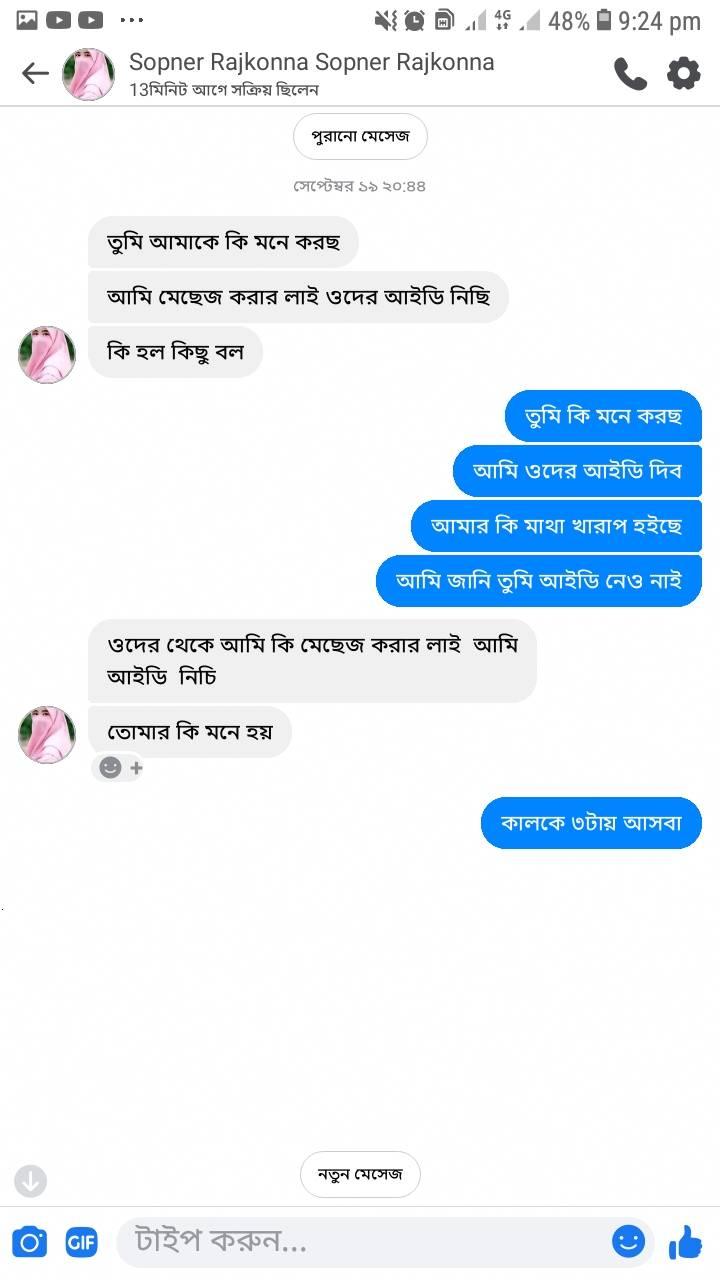 4G 48% 9:24 pm
Sopner Rajkonna Sopner Rajkonna
13মিনিট আগে সক্রিয় ছিলেন
পুরানো মেসেজ
সেপ্টেম্বর ১৯ ২০:৪৪
তুমি আমাকে কি মনে করছ
আমি মেছেজ করার লাই ওদের আইডি নিছি
কি হল কিছু বল
তুমি কি মনে করছ
আমি ওদের আইডি দিব
আমার কি মাথা খারাপ হইছে
আমি জানি তুমি আইডি নেও নাই
ওদের থেকে আমি কি মেছেজ করার লাই আমি
আইডি নিচি
তোমার কি মনে হয়
কালকে ৩টায় আসবা
নতুন মেসেজ
GIF টাইপ করুন...